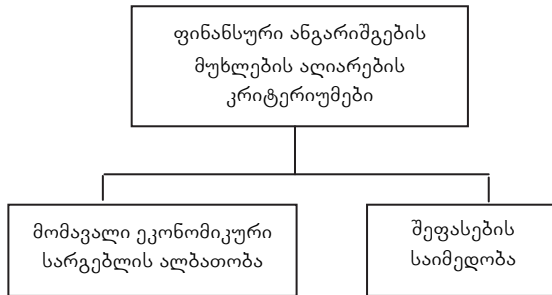 ფინანსური ანგარიშგების
მუხლების აღიარების
კრიტერიუმები
მომავალი ეკონომიკური
სარგებლის ალბათობა
შეფასების
საიმედობა